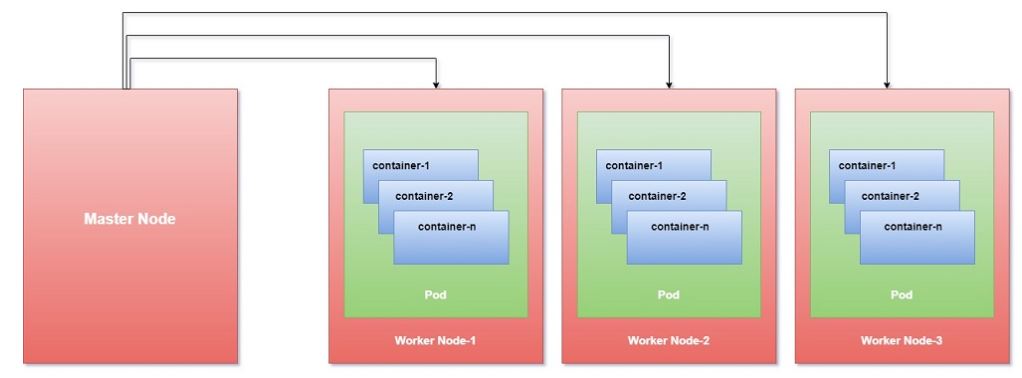 Master Node
container-1
container-2
container-n
Pod
Worker Node-1
container-1
container-2
container-n
Pod
Worker Node-2
container-1
container-2
container-n
Pod
Worker Node-3